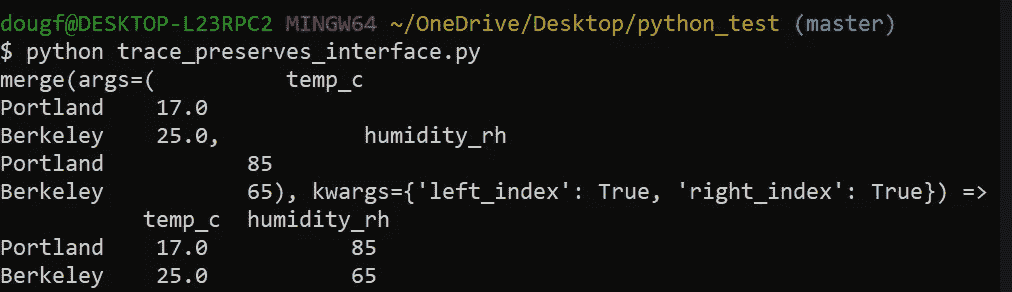 dougf@DESKTOP-L23RPC2 MINGW64 ~/OneDrive/Desktop/python_test (master)
$ python trace_preserves_interface.py
merge(args=(          temp_c
Portland    17.0
Berkeley    25.0,           humidity_rh
Portland           85
Berkeley           65), kwargs={'left_index': True, 'right_index': True}) =>
           temp_c  humidity_rh
Portland    17.0           85
Berkeley    25.0           65